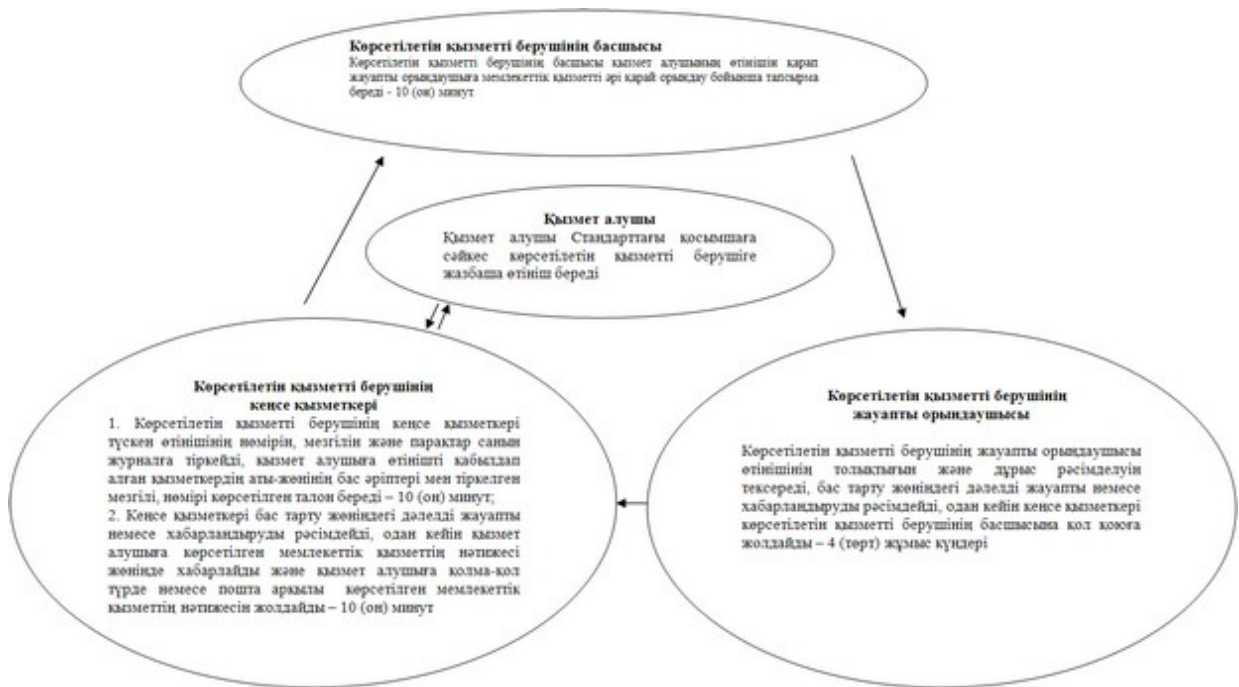 Көрсетілетін қызметті берушінің басшысы
Көрсетілетін қызметті берушінің басшысы қызмет алушының өтінішін қарап
жауапты орындаушыға мемлекеттік қызметті әрі қарай орындау бойынша тапсырма
береді - 10 (он) минут
Қызмет алушы
Қызмет алушы Стандарттағы қосымшаға
сәйкес көрсетілетін қызметті берушіге
жазбаша өтініш береді
Көрсетілетін қызметті берушінің
кеңсе қызметкері
1. Көрсетілетін қызметті берушінің кеңсе қызметкері
түскен өтінішінің нөмірін, мезгілін және парақтар санын
журналға тіркейді, қызмет алушыға өтінішті қабылдап
алған қызметкердің аты-жөнінің бас әріптері мен тіркелген
мезгілі, нөмірі көрсетілген талон береді – 10 (он) минут;
2. Кеңсе қызметкері бас тарту жөніндегі дәлелді жауапты
немесе хабарландыруды рәсімдейді, одан кейін қызмет
алушыға көрсетілген мемлекеттік қызметтің нәтижесі
жөнінде хабарлайды және қызмет алушыға қолма-қол
түрде немесе пошта арқылы көрсетілген мемлекеттік
қызметтің нәтижесін жолдайды – 10 (он) минут
Көрсетілетін қызметті берушінің
жауапты орындаушысы
Көрсетілетін қызметті берушінің жауапты орындаушысы
өтінішінің толықтығын және дұрыс рәсімделуін
тексереді, бас тарту жөніндегі дәлелді жауапты немесе
хабарландыруды рәсімдейді, одан кейін кеңсе қызметкері
көрсетілетін қызметті берушінің басшысына қол қоюға
жолдайды – 4 (төрт) жұмыс күндері